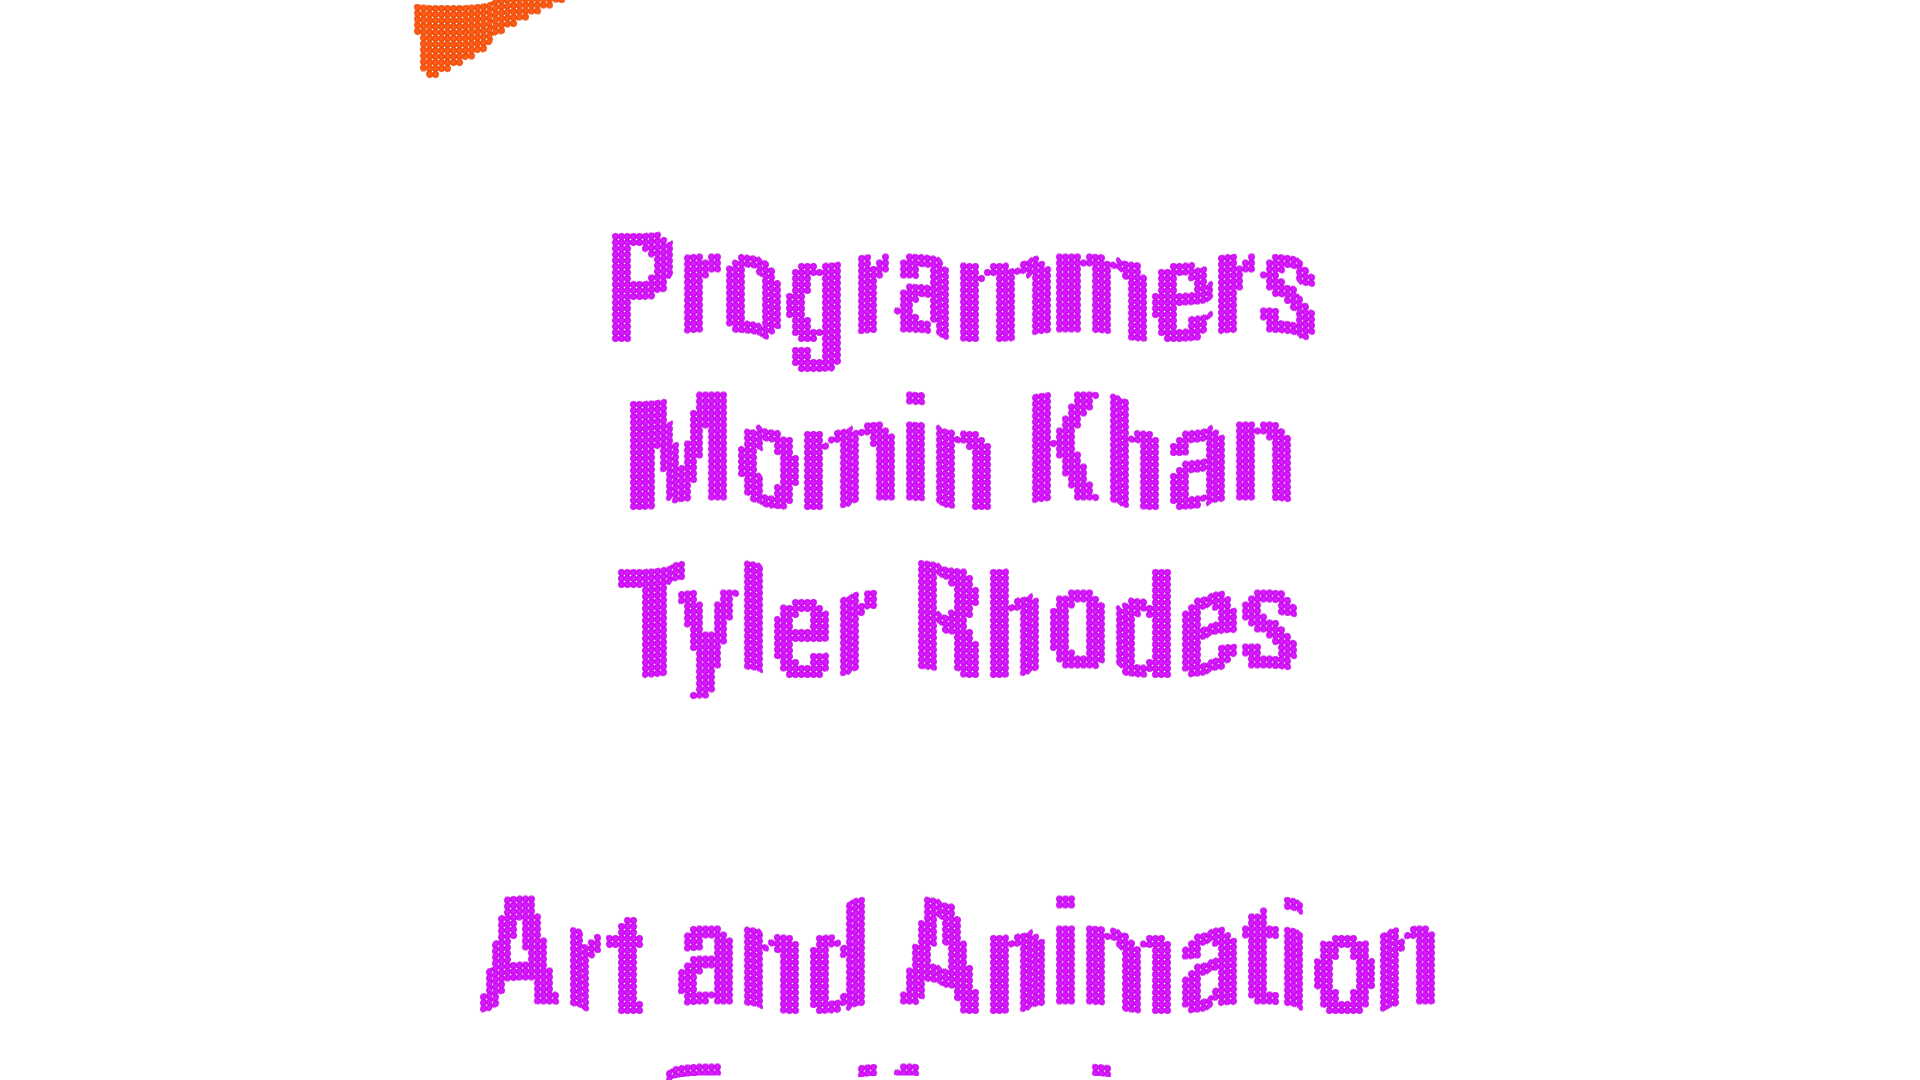 Programmers
Momin Khan
Tyler Rhodes
Art and Animation